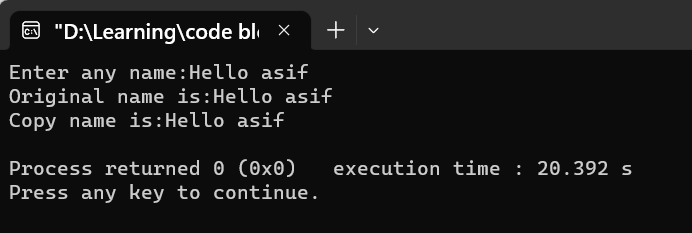 "D:\Learning\code bl
Enter any name:Hello asif
Original name is:Hello asif
Copy name is:Hello asif
Process returned 0 (0x0)   execution time : 20.392 s
Press any key to continue.